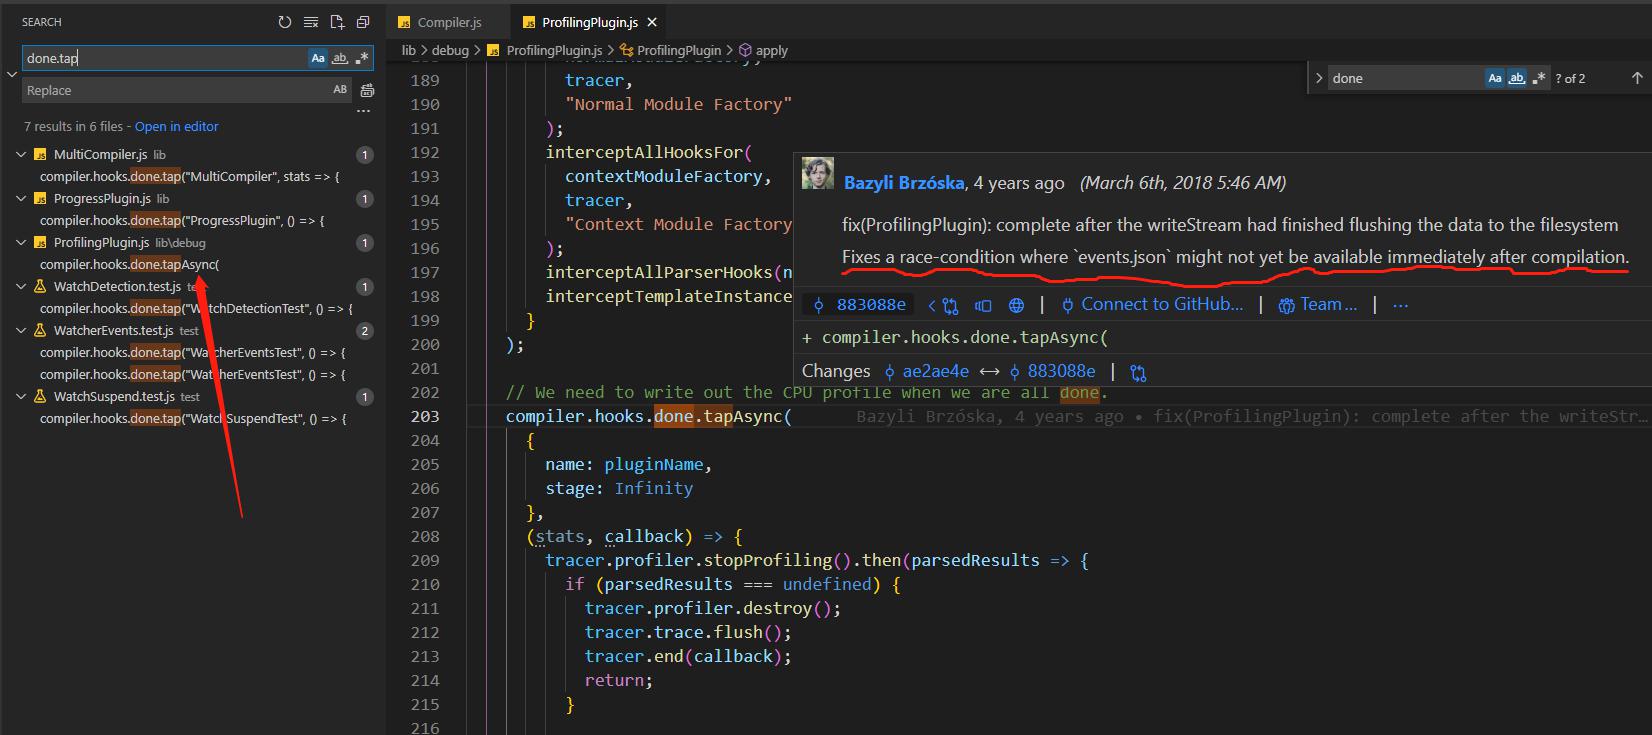 SEARCH
done.tap
Aa ab .*
Replace
AB
...
7 results in 6 files - Open in editor
MultiCompiler.js lib 1
compiler.hooks.done.tap("MultiCompiler", stats => {
ProgressPlugin.js lib 1
compiler.hooks.done.tap("ProgressPlugin", () => {
ProfilingPlugin.js lib\debug 1
compiler.hooks.done.tapAsync(
WatchDetection.test.js 1
compiler.hooks.done.tap("WatchDetectionTest", () => {
WatcherEvents.test.js test 2
compiler.hooks.done.tap("WatcherEventsTest", () => {
compiler.hooks.done.tap("WatcherEventsTest", () => {
WatchSuspend.test.js test 1
compiler.hooks.done.tap("WatchSuspendTest", () => {
JS Compiler.js
JS ProfilingPlugin.js ×
lib > debug > JS ProfilingPlugin.js > ProfilingPlugin > apply
done Aa ab .* ? of 2
189 tracer,
190 "Normal Module Factory"
191 );
192 interceptAllHooksFor(
193 contextModuleFactory,
194 tracer,
195 "Context Module Factory
196 );
197 interceptAllParserHooks(n
198 interceptTemplateInstance
199 }
200 );
201
202 // We need to write out the CPU profile when we are all done.
203 compiler.hooks.done.tapAsync( Bazyli Brzóska, 4 years ago • fix(ProfilingPlugin): complete after the writeStr...
204 {
205 name: pluginName,
206 stage: Infinity
207 },
208 (stats, callback) => {
209 tracer.profiler.stopProfiling().then(parsedResults => {
210 if (parsedResults === undefined) {
211 tracer.profiler.destroy();
212 tracer.trace.flush();
213 tracer.end(callback);
214 return;
215 }
216
Bazyli Brzóska, 4 years ago (March 6th, 2018 5:46 AM)
fix(ProfilingPlugin): complete after the writeStream had finished flushing the data to the filesystem
Fixes a race-condition where `events.json` might not yet be available immediately after compilation.
883088e | Connect to GitHub... | Team... | ...
+ compiler.hooks.done.tapAsync(
Changes ae2ae4e ↔ 883088e |